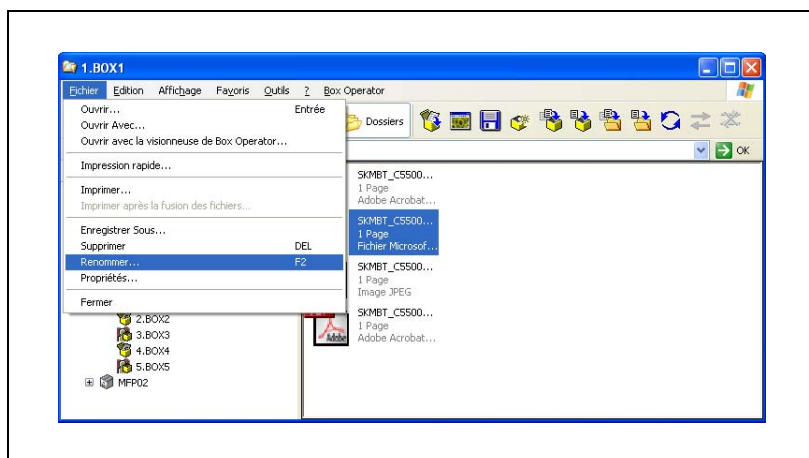 1.BOX1
Fichier Edition Affichage Favoris Outils ? Box Operator
Ouvrir... Entrée
Ouvrir Avec...
Ouvrir avec la visionneuse de Box Operator...
Impression rapide...
Imprimer...
Imprimer après la fusion des fichiers...
Enregistrer Sous...
Supprimer DEL
Renommer... F2
Propriétés...
Fermer
Dossiers
OK
SKMBT_C5500...
1 Page
Adobe Acrobat...
SKMBT_C5500...
1 Page
Fichier Microsof...
SKMBT_C5500...
1 Page
Image JPEG
SKMBT_C5500...
1 Page
Adobe Acrobat...
Adobe
2.BOX2
3.BOX3
4.BOX4
5.BOX5
MFP02